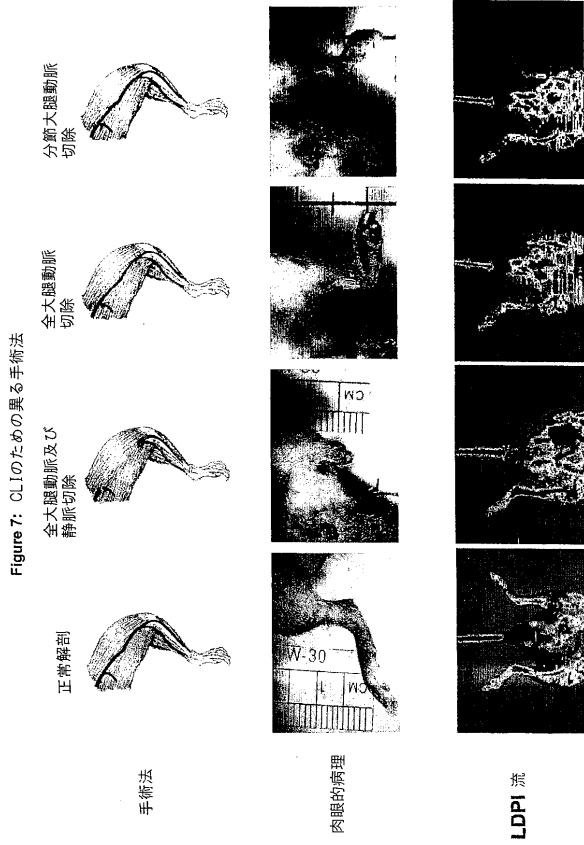 Figure 7: CLIのための異る手術法
正常解剖
全大腿動脈及び
静脈切除
全大腿動脈
切除
分節大腿動脈
切除
手術法
肉眼的病理
W-30
1
CM
CM
LDPI 流